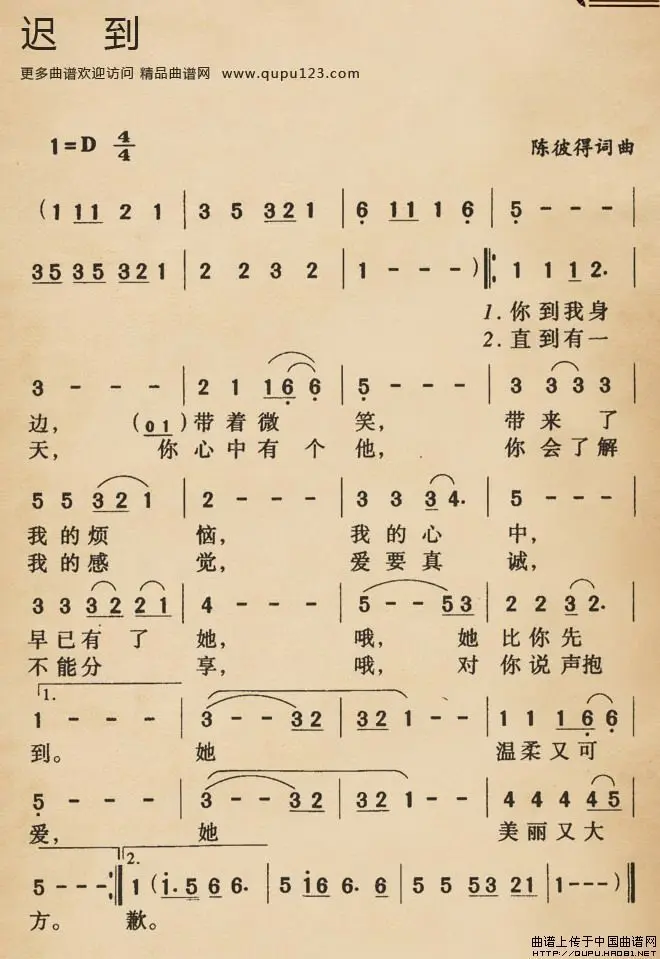 迟 到
更多曲谱欢迎访问 精品曲谱网 www.qupu123.com
1=D 4/4
陈彼得词曲
(1 11 2 1 | 3 5 321 | 6 11 1 6 | 5 - - - |
35 35 321 | 2 2 3 2 | 1 - - - ) ‖: 1 1 1 2. |
1. 你到我身
2. 直到有一
3 - - - | 2 1 16 6 | 5 - - - | 3 3 3 3 3 |
边, (01)带着微 笑, 带来 了
天, 你心中有 个 他, 你会了解
5 5 3 2 1 | 2 - - - | 3 3 3 4. | 5 - - - |
我的烦 恼, 我的心 中,
我的感 觉, 爱要真 诚,
3 3 32 21 | 4 - - - | 5 - - 53 | 2 2 3 2. |
早已有 了 她, 哦, 她 比你先
不能分 享, 哦, 对 你说声抱
1.
1 - - - | 3 - - 32 | 32 1 - - | 1 1 16 6 |
到。 她 温柔又可
5 - - - | 3 - - 32 | 32 1 - - | 4 4 4 45 |
爱, 她 美丽又大
2.
5 - - - :‖ 1 (1. 5 6 6. | 5 16 6. 6 | 5 5 53 21 | 1 - - - ) ‖
方。 歉。
曲谱上传于中国曲谱网
HTTP://QUPU.HAO81.NET